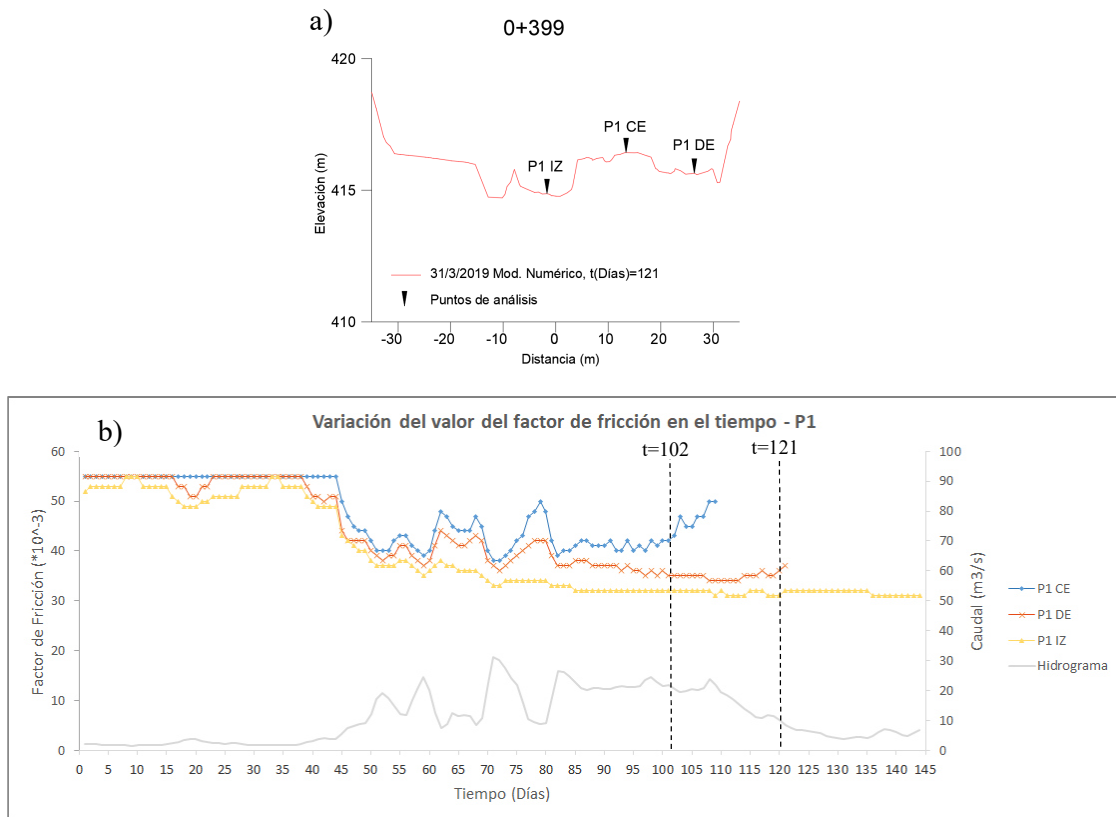 a)
0+399
420
415
410
Elevación (m)
P1 CE
P1 DE
P1 IZ
31/3/2019 Mod. Numérico, t(Días)=121
Puntos de análisis
-30 -20 -10 0 10 20 30
Distancia (m)
b)
Variación del valor del factor de fricción en el tiempo - P1
t=102
t=121
60
50
40
30
20
10
0
Factor de Fricción (*10^-3)
100
90
80
70
60
50
40
30
20
10
0
Caudal (m3/s)
P1 CE
P1 DE
P1 IZ
Hidrograma
01 05 10 15 20 25 30 35 40 45 50 55 60 65 70 75 80 85 90 95 100 105 110 115 120 125 130 135 140 145
Tiempo (Días)